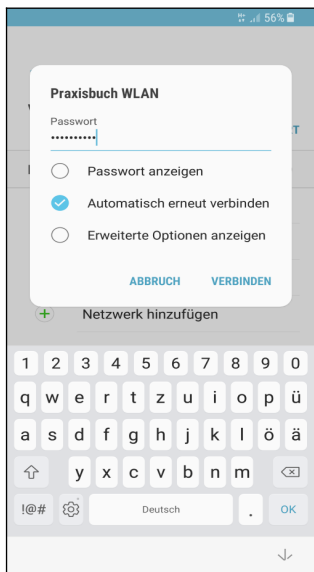 56%
Praxisbuch WLAN
Passwort
••••••••••
Passwort anzeigen
Automatisch erneut verbinden
Erweiterte Optionen anzeigen
ABBRUCH VERBINDEN
Netzwerk hinzufügen
1 2 3 4 5 6 7 8 9 0
q w e r t z u i o p ü
a s d f g h j k l ö ä
y x c v b n m
!@# Deutsch . OK